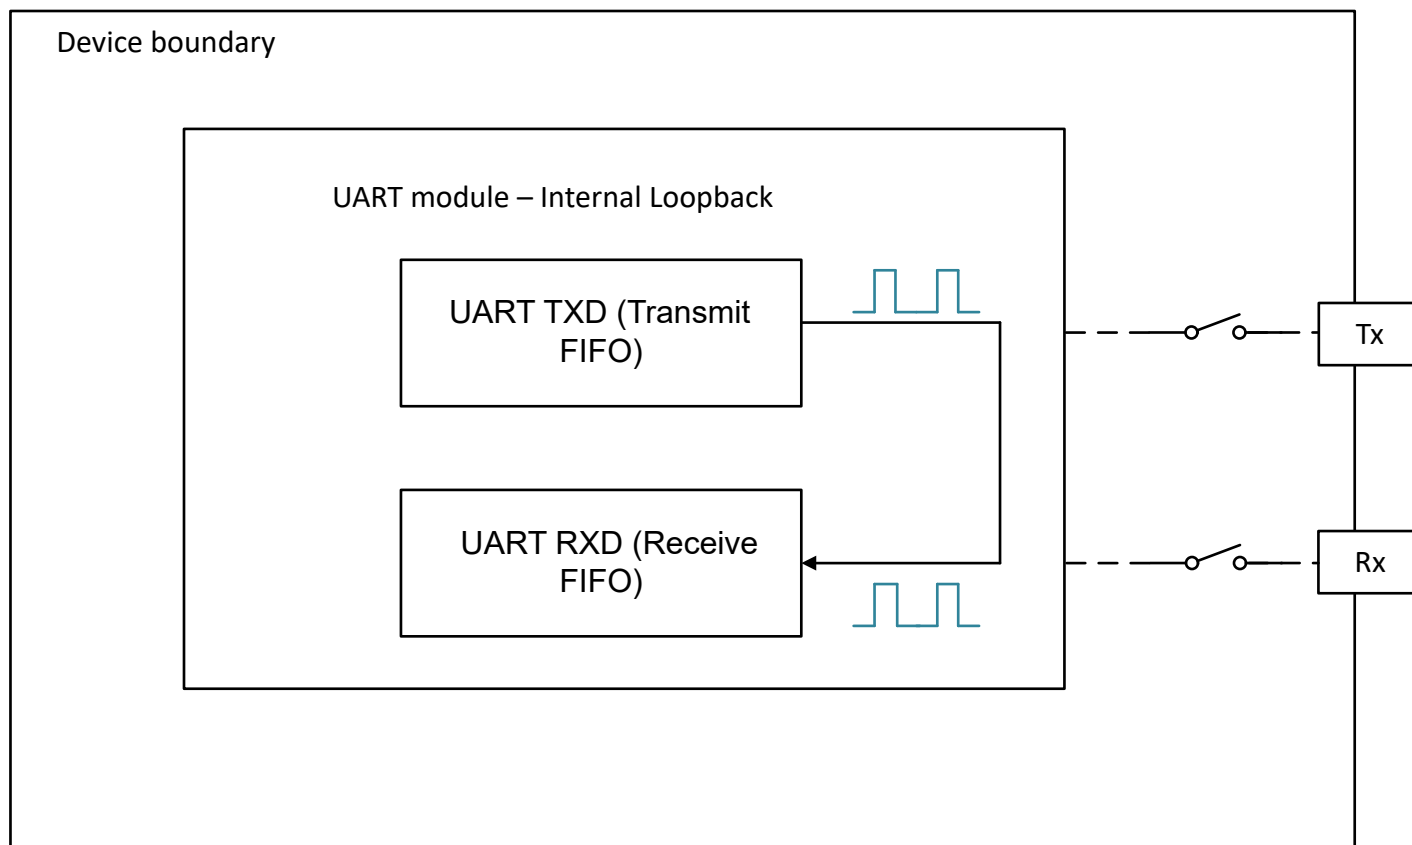 Device boundary
UART module – Internal Loopback
UART TXD (Transmit
FIFO)
Tx
UART RXD (Receive
FIFO)
Rx